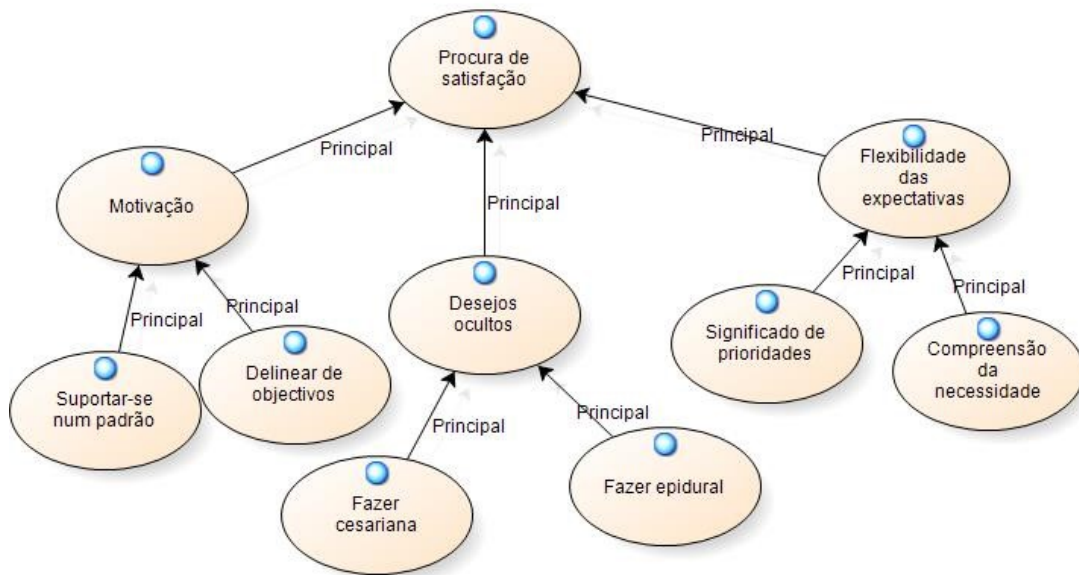 Procura de
satisfação
Principal
Principal
Principal
Motivação
Flexibilidade
das
expectativas
Desejos
ocultos
Principal
Principal
Principal
Principal
Suportar-se
num padrão
Delinear de
objectivos
Significado de
prioridades
Compreensão
da
necessidade
Principal
Principal
Fazer
cesariana
Fazer epidural